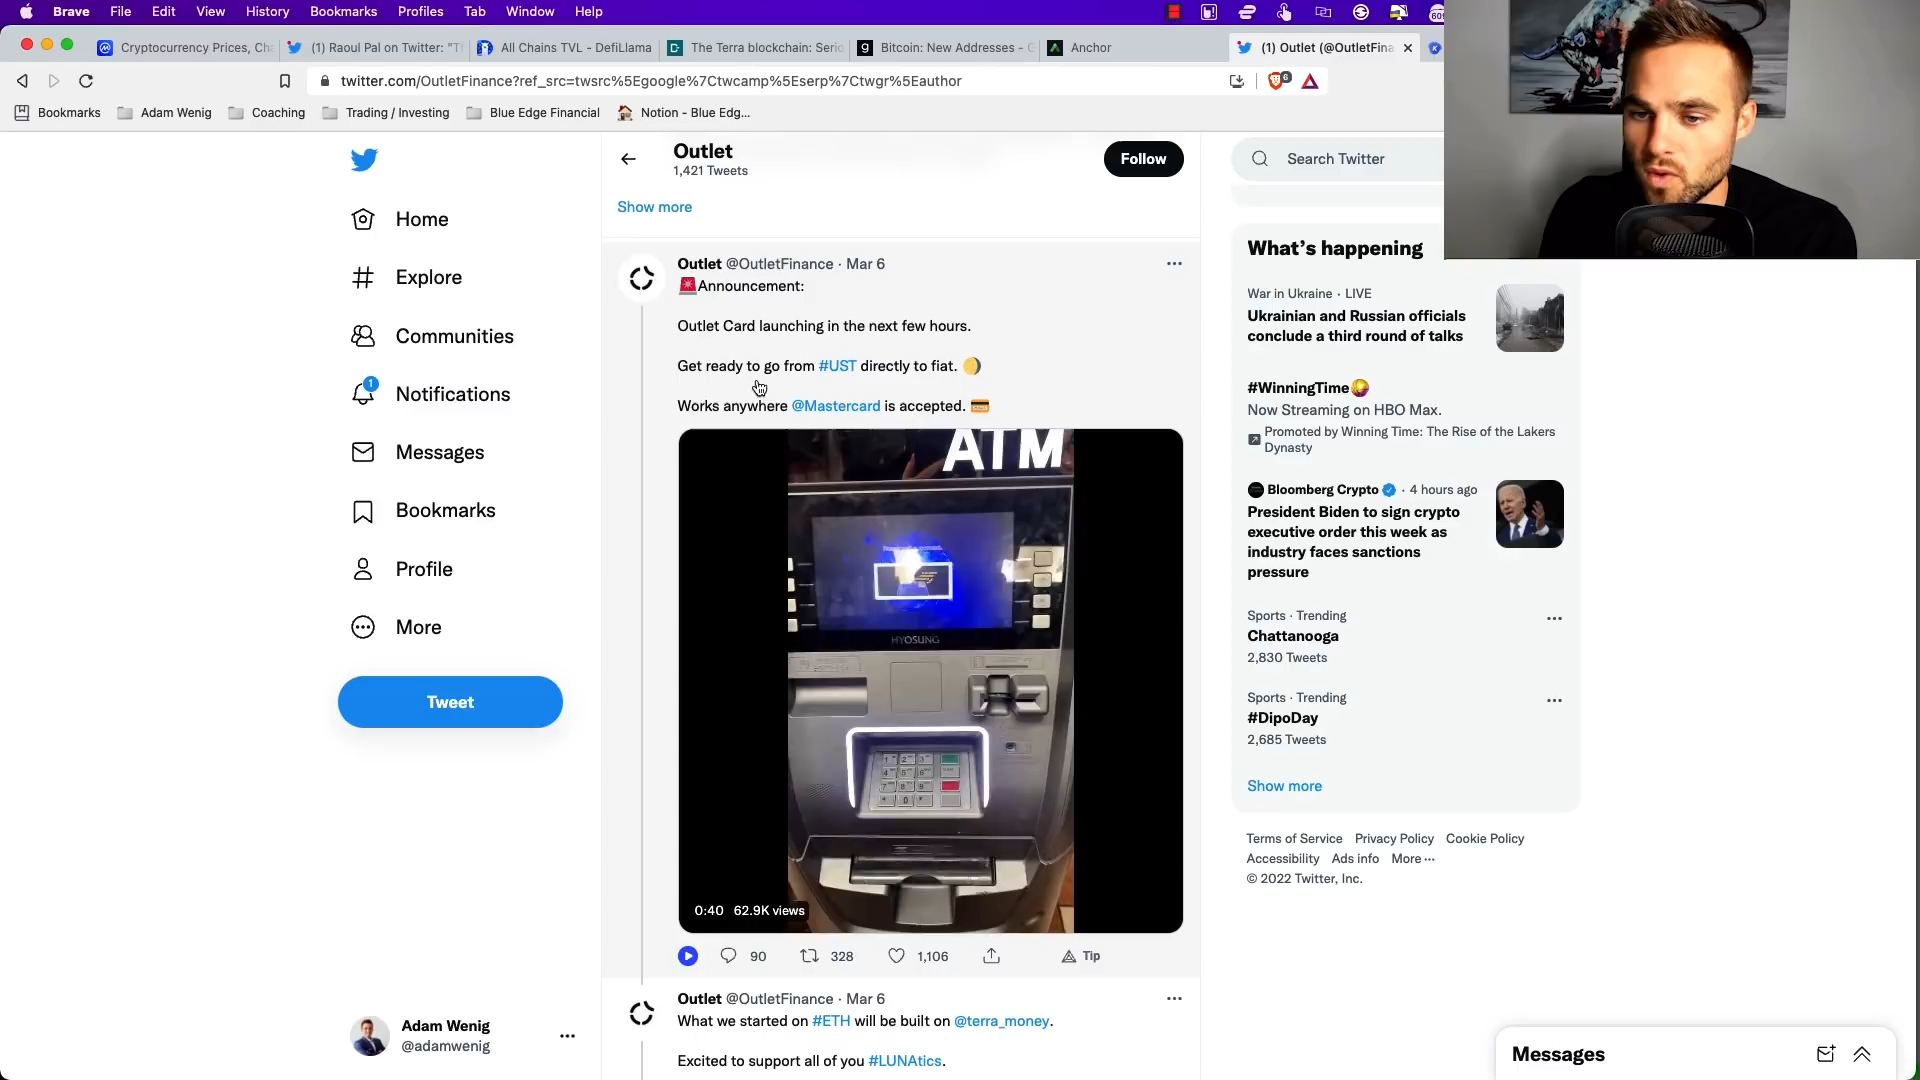 Brave File Edit View History Bookmarks Profiles Tab Window Help
Cryptocurrency Prices, Cha
(1) Raoul Pal on Twitter: "Th
All Chains TVL - DefiLlama
The Terra blockchain: Serio
Bitcoin: New Addresses - G
Anchor
(1) Outlet (@OutletFina
twitter.com/OutletFinance?ref_src=twsrc%5Egoogle%7Ctwcamp%5Eserp%7Ctwgr%5Eauthor
6
Bookmarks Adam Wenig Coaching Trading / Investing Blue Edge Financial Notion - Blue Edg...
Home
Explore
Communities
1
Notifications
Messages
Bookmarks
Profile
More
Tweet
Adam Wenig
@adamwenig
Outlet
1,421 Tweets
Follow
Show more
Outlet @OutletFinance · Mar 6
🚨Announcement:
Outlet Card launching in the next few hours.
Get ready to go from #UST directly to fiat. 🌖
Works anywhere @Mastercard is accepted. 💳
ATM
HYOSUNG
0:40 62.9K views
90 328 1,106 Tip
Outlet @OutletFinance · Mar 6
What we started on #ETH will be built on @terra_money.
Excited to support all of you #LUNAtics.
Search Twitter
What's happening
War in Ukraine · LIVE
Ukrainian and Russian officials
conclude a third round of talks
#WinningTime
Now Streaming on HBO Max.
Promoted by Winning Time: The Rise of the Lakers
Dynasty
Bloomberg Crypto · 4 hours ago
President Biden to sign crypto
executive order this week as
industry faces sanctions
pressure
Sports · Trending
Chattanooga
2,830 Tweets
Sports · Trending
#DipoDay
2,685 Tweets
Show more
Terms of Service Privacy Policy Cookie Policy
Accessibility Ads info More ···
© 2022 Twitter, Inc.
Messages